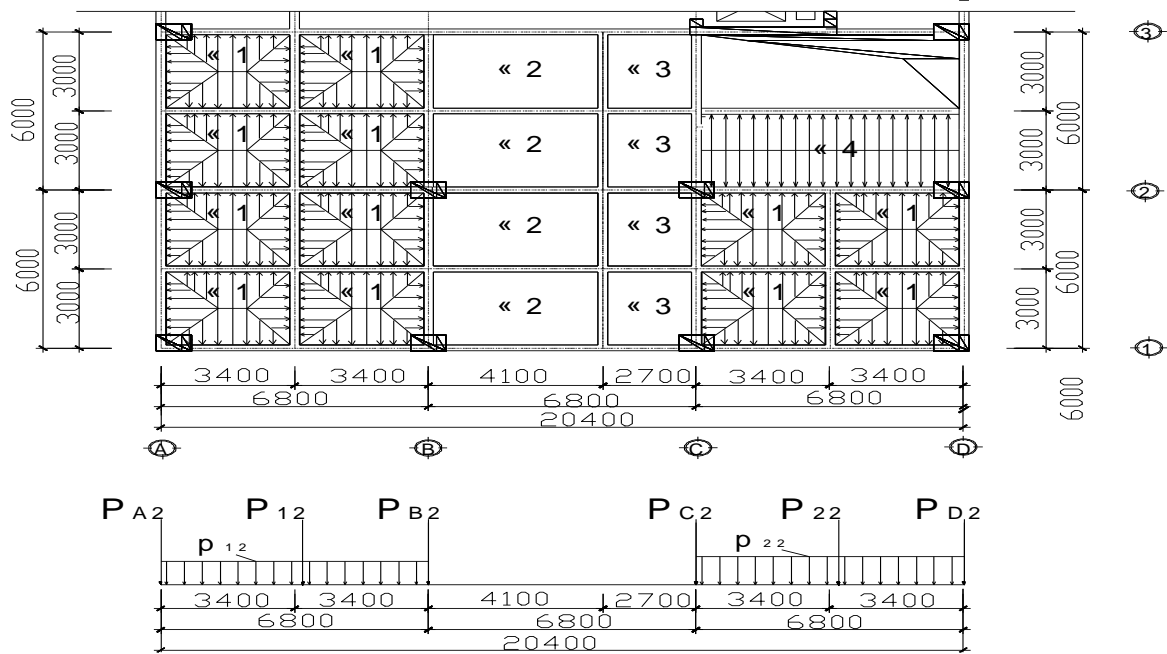 « 1 « 1 « 2 « 3
« 1 « 1 « 2 « 3 « 4
« 1 « 1 « 2 « 3 « 1 « 1
« 1 « 1 « 2 « 3 « 1 « 1
6000 3000 3000
6000 3000 3000
3000 3000 6000
3000 3000 6000
6000
3
2
1
3400 3400 4100 2700 3400 3400
6800 6800 6800
20400
A B C D
P A2 P 12 P B2 P C2 P 22 P D2
p 12 p 22
3400 3400 4100 2700 3400 3400
6800 6800 6800
20400